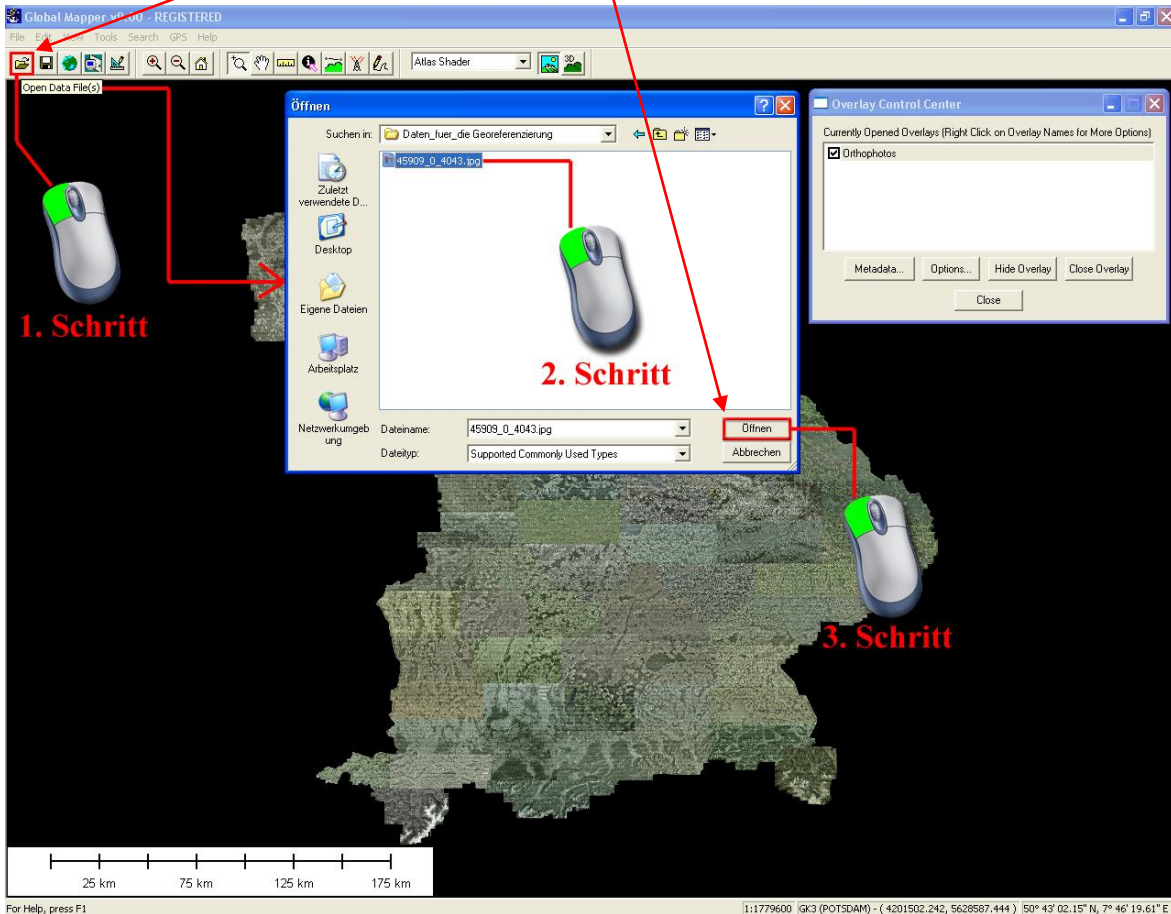 Global Mapper v9.00 - REGISTERED
File Edit View Tools Search GPS Help
Atlas Shader
3D
Open Data File(s)
Öffnen
Suchen in: Daten_fuer_die Georeferenzierung
45909_0_4043.jpg
Zuletzt
verwendete D...
Desktop
Eigene Dateien
Arbeitsplatz
Netzwerkumgeb
ung
Dateiname: 45909_0_4043.jpg Öffnen
Dateityp: Supported Commonly Used Types Abbrechen
Overlay Control Center
Currently Opened Overlays (Right Click on Overlay Names for More Options)
Orthophotos
Metadata... Options... Hide Overlay Close Overlay
Close
1. Schritt
2. Schritt
3. Schritt
25 km 75 km 125 km 175 km
For Help, press F1
1:1779600 GK3 (POTSDAM) - ( 4201502.242, 5628587.444 ) 50° 43' 02.15" N, 7° 46' 19.61" E